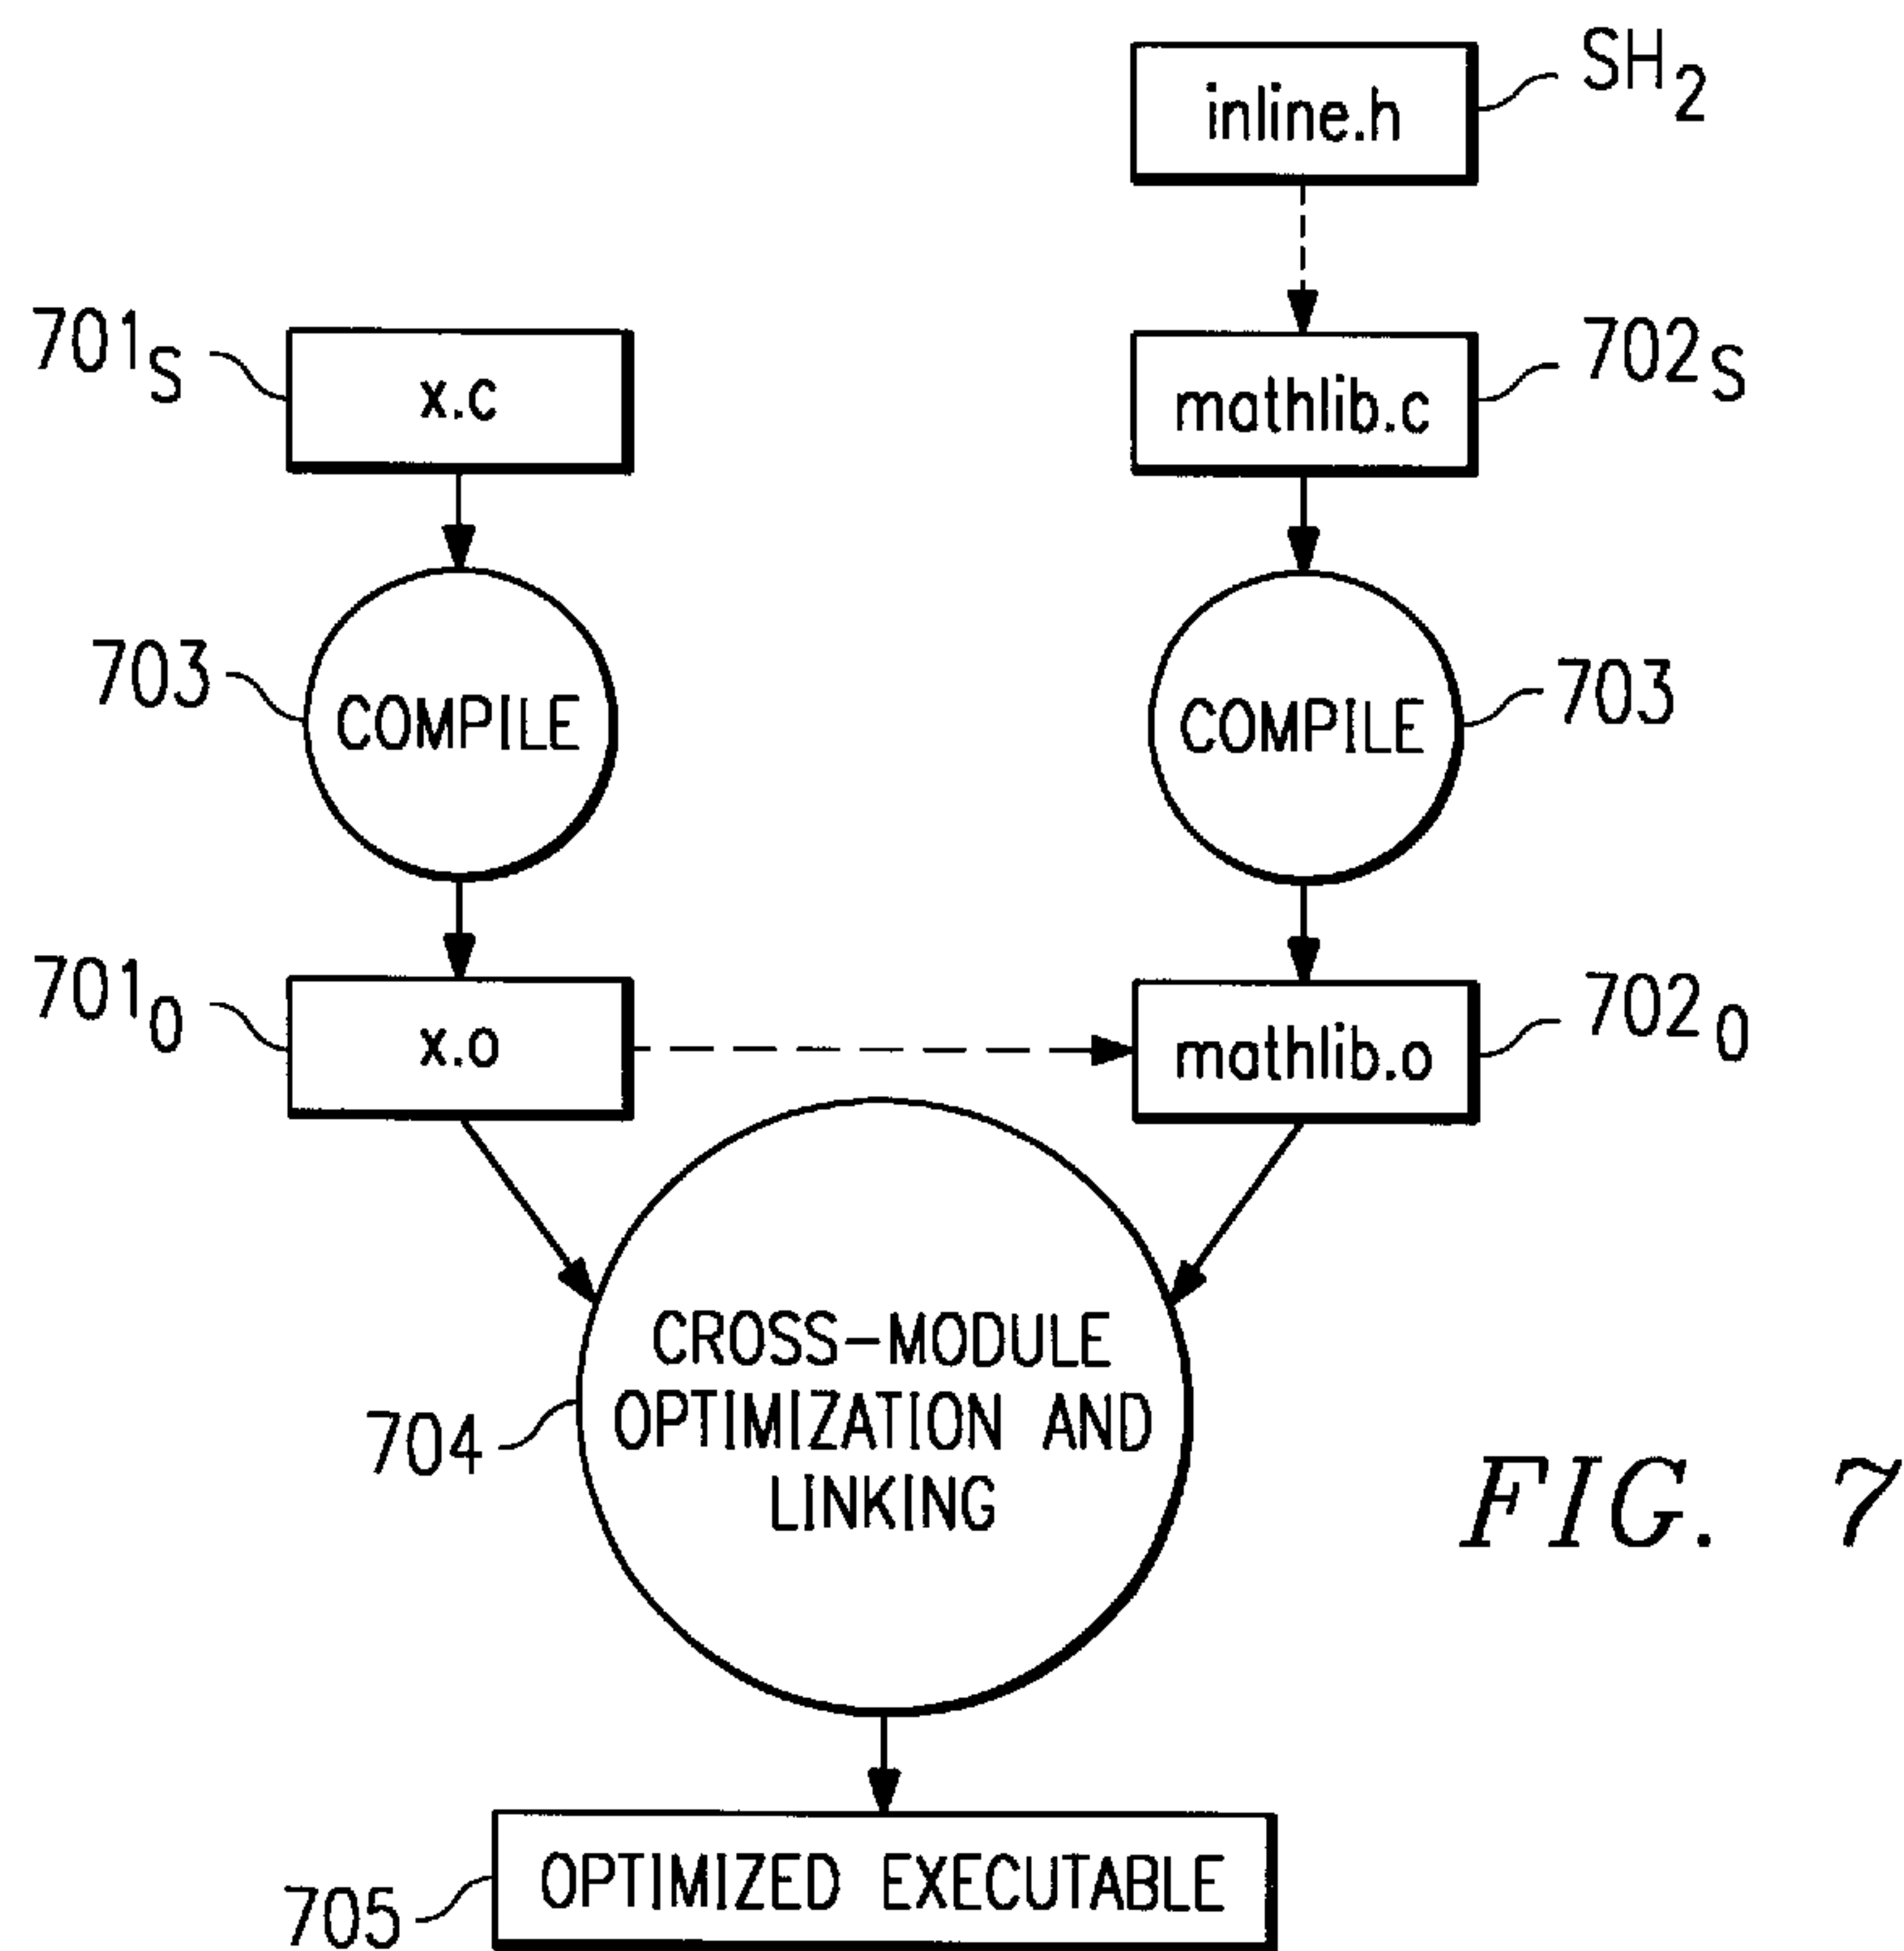 inline.h
SH2
701S
x.c
mathlib.c
702S
703
COMPILE
COMPILE
703
701O
x.o
mathlib.o
702O
CROSS-MODULE
OPTIMIZATION AND
LINKING
704
FIG. 7
OPTIMIZED EXECUTABLE
705